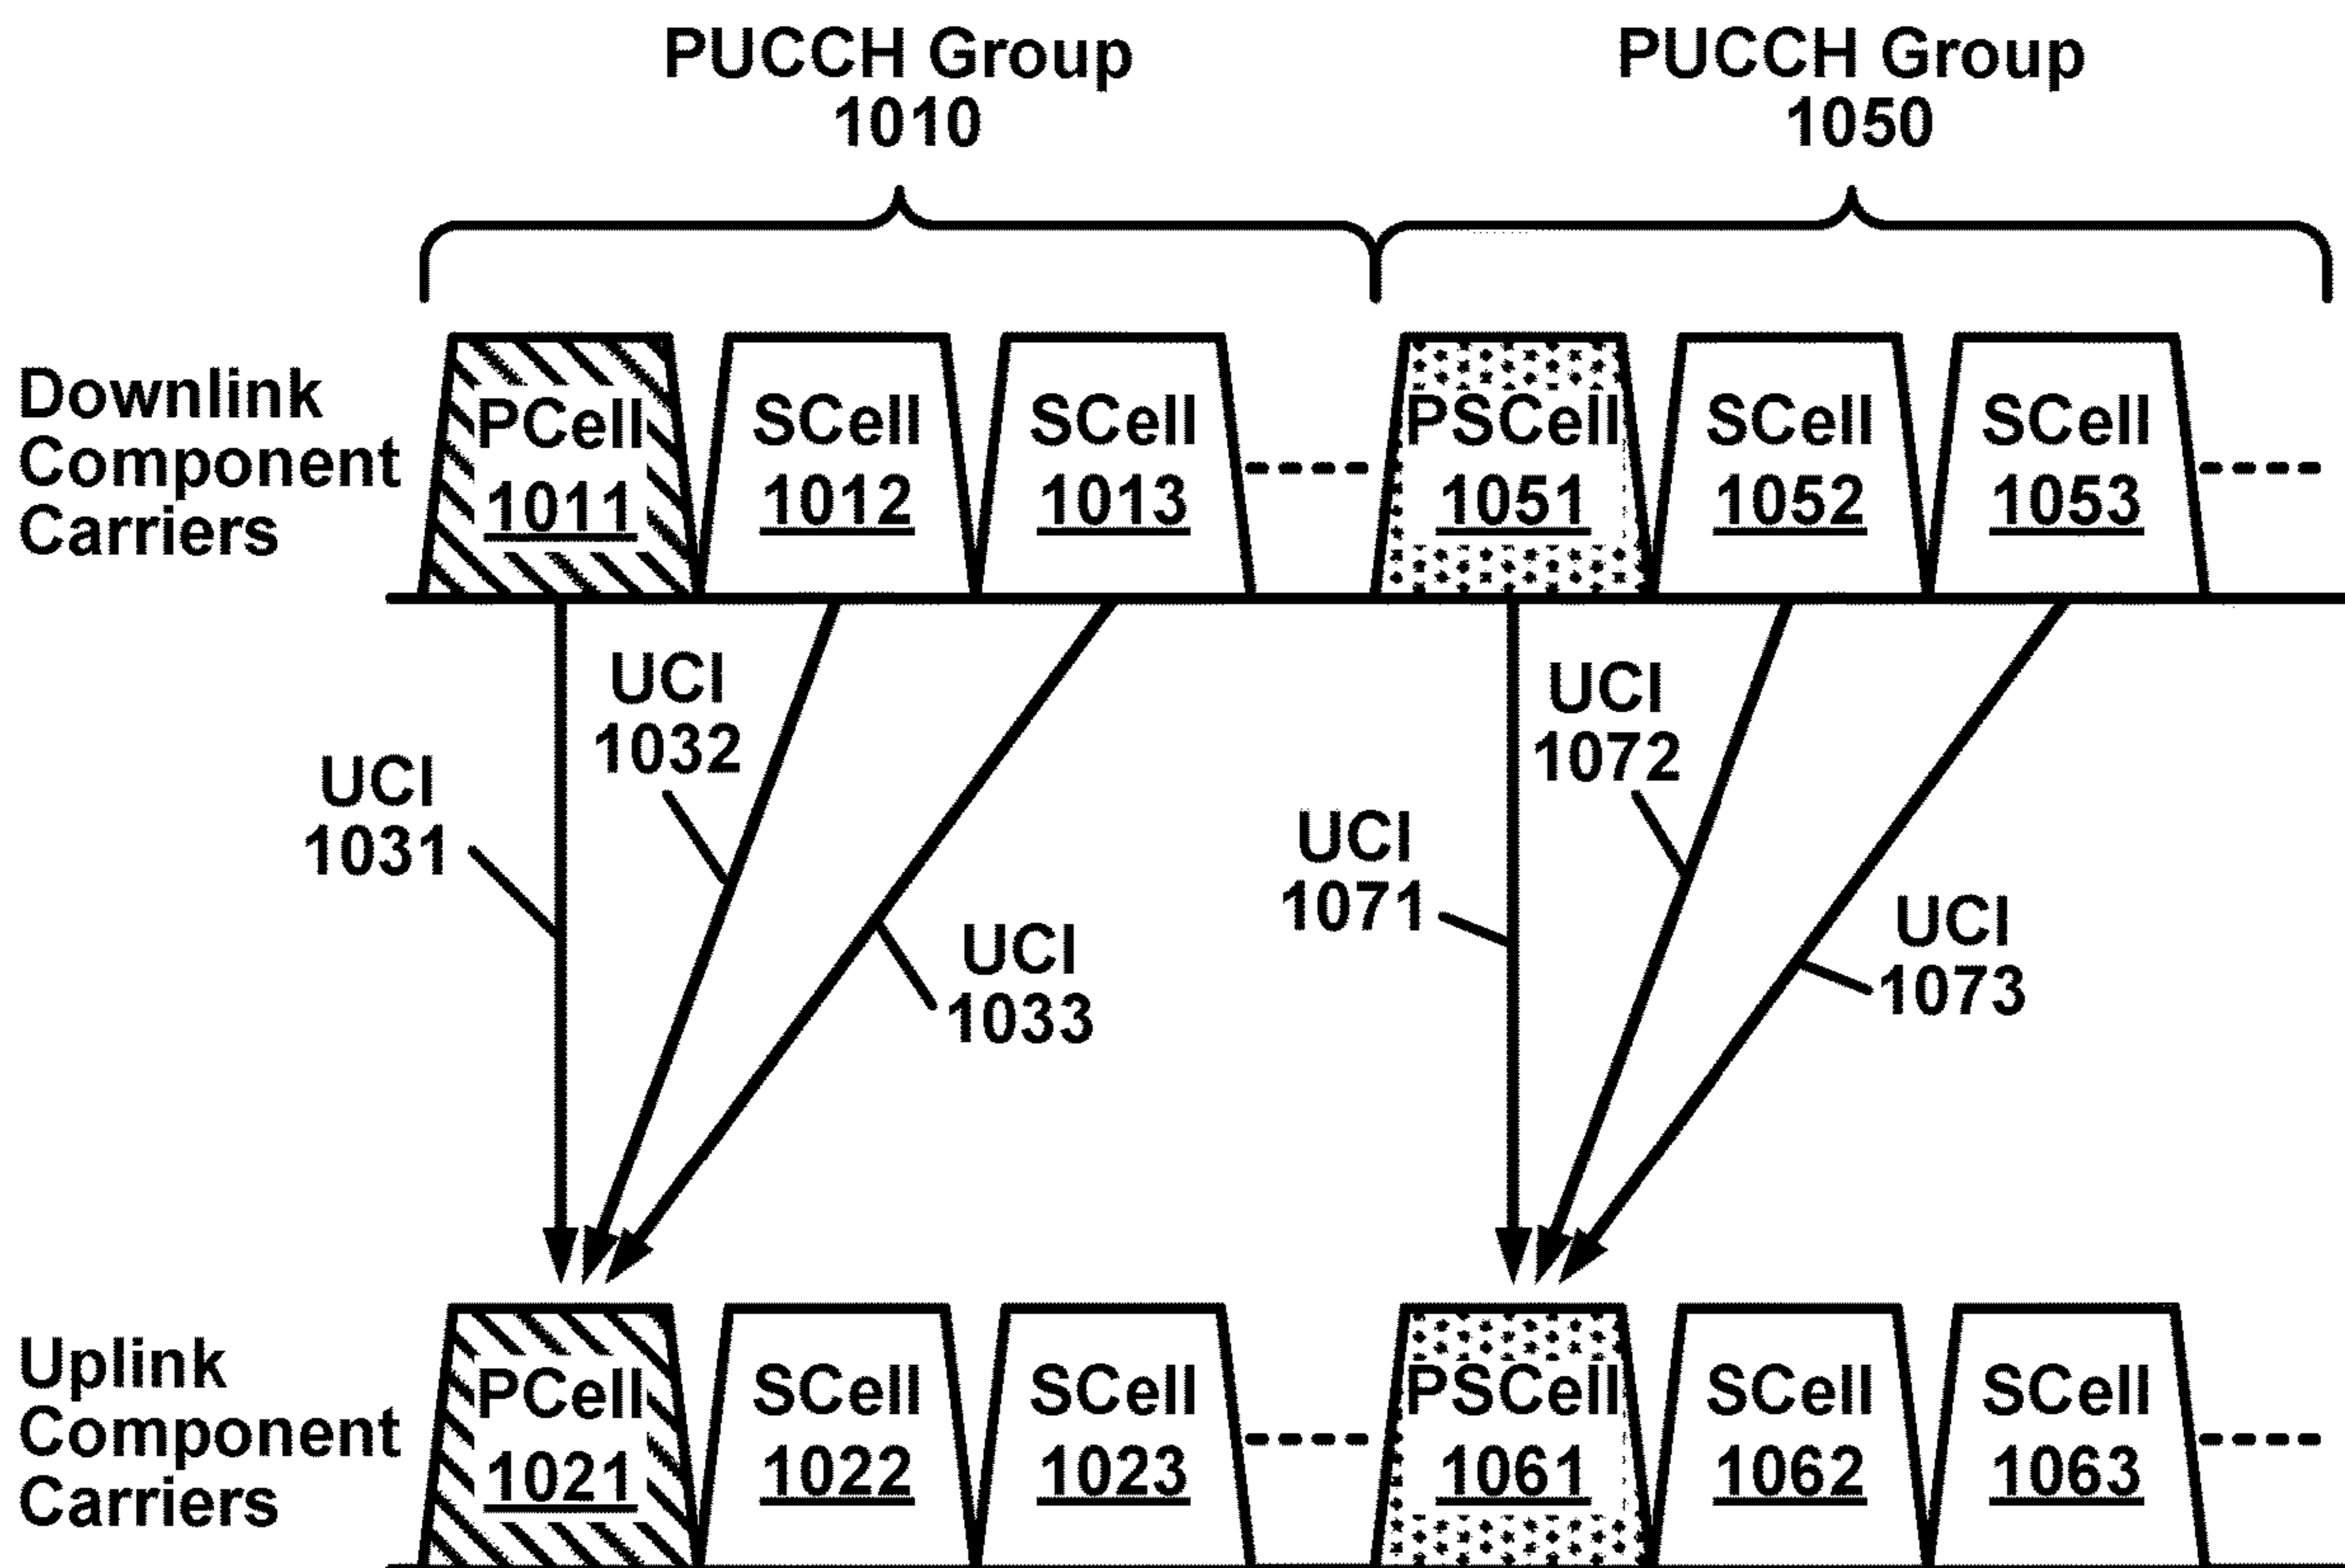 PUCCH Group
1010
PUCCH Group
1050
Downlink
Component
Carriers
PCell
1011
SCell
1012
SCell
1013
PSCell
1051
SCell
1052
SCell
1053
UCI
1031
UCI
1032
UCI
1033
UCI
1071
UCI
1072
UCI
1073
Uplink
Component
Carriers
PCell
1021
SCell
1022
SCell
1023
PSCell
1061
SCell
1062
SCell
1063